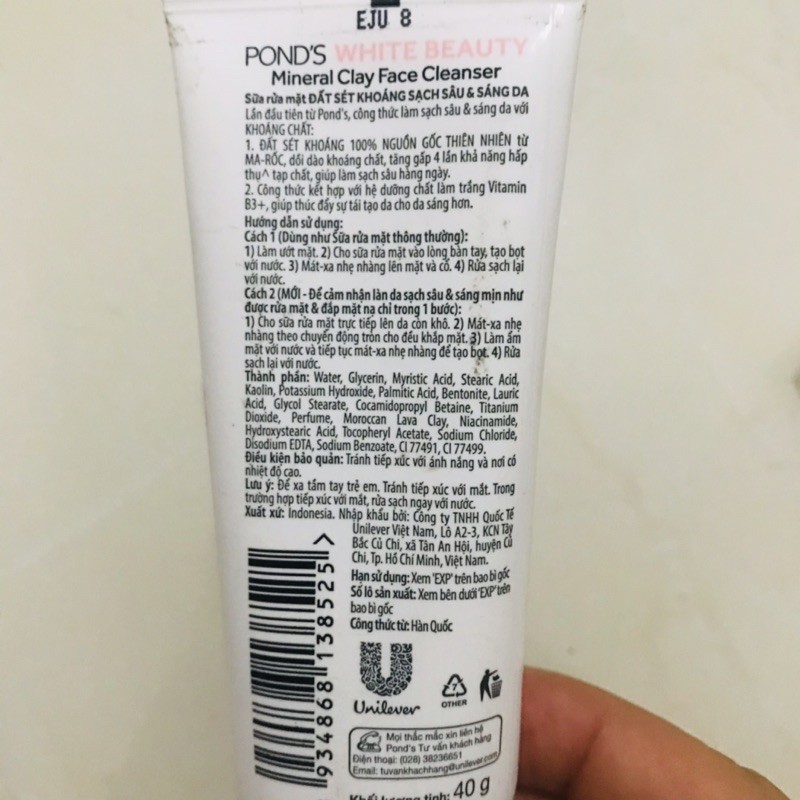 EJU 8
POND'S WHITE BEAUTY
Mineral Clay Face Cleanser
Sữa rửa mặt ĐẤT SÉT KHOÁNG SẠCH SÂU & SÁNG DA
Lần đầu tiên từ Pond's, công thức làm sạch sâu & sáng da với
KHOÁNG CHẤT:
1. ĐẤT SÉT KHOÁNG 100% NGUỒN GỐC THIÊN NHIÊN từ
MA-RỐC, dồi dào khoáng chất, tăng gấp 4 lần khả năng hấp
thụ^ tạp chất, giúp làm sạch sâu hàng ngày.
2. Công thức kết hợp với hệ dưỡng chất làm trắng Vitamin
B3+, giúp thúc đẩy sự tái tạo da cho da sáng hơn.
Hướng dẫn sử dụng:
Cách 1 (Dùng như Sữa rửa mặt thông thường):
1) Làm ướt mặt. 2) Cho sữa rửa mặt vào lòng bàn tay, tạo bọt
với nước. 3) Mát-xa nhẹ nhàng lên mặt và cổ. 4) Rửa sạch lại
với nước.
Cách 2 (MỚI - Để cảm nhận làn da sạch sâu & sáng mịn như
được rửa mặt & đắp mặt nạ chỉ trong 1 bước):
1) Cho sữa rửa mặt trực tiếp lên da còn khô. 2) Mát-xa nhẹ
nhàng theo chuyển động tròn cho đều khắp mặt. 3) Làm ẩm
mặt với nước và tiếp tục mát-xa nhẹ nhàng để tạo bọt. 4) Rửa
sạch lại với nước.
Thành phần: Water, Glycerin, Myristic Acid, Stearic Acid,
Kaolin, Potassium Hydroxide, Palmitic Acid, Bentonite, Lauric
Acid, Glycol Stearate, Cocamidopropyl Betaine, Titanium
Dioxide, Perfume, Moroccan Lava Clay, Niacinamide,
Hydroxystearic Acid, Tocopheryl Acetate, Sodium Chloride,
Disodium EDTA, Sodium Benzoate, CI 77491, CI 77499.
Điều kiện bảo quản: Tránh tiếp xúc với ánh nắng và nơi có
nhiệt độ cao.
Lưu ý: Để xa tầm tay trẻ em. Tránh tiếp xúc với mắt. Trong
trường hợp tiếp xúc với mắt, rửa sạch ngay với nước.
Xuất xứ: Indonesia. Nhập khẩu bởi: Công ty TNHH Quốc Tế
Unilever Việt Nam, Lô A2-3, KCN Tây
Bắc Củ Chi, xã Tân An Hội, huyện Củ
Chi, Tp. Hồ Chí Minh, Việt Nam.
Hạn sử dụng: Xem 'EXP' trên bao bì gốc
Số lô sản xuất: Xem bên dưới 'EXP' trên
bao bì gốc
Công thức từ: Hàn Quốc
9 934868 138525 >
Unilever
7
OTHER
Mọi thắc mắc xin liên hệ
Pond's Tư vấn khách hàng
Điện thoại: (028) 38236651
Email: tuvankhachhang@unilever.com
Khối lượng tịnh: 40 g